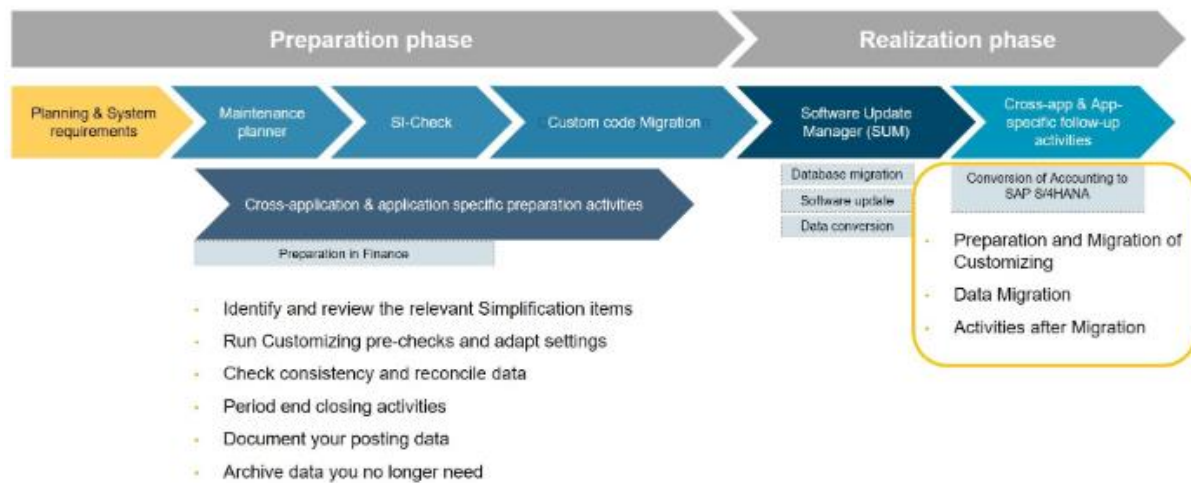 Preparation phase
Realization phase
Planning & System
requirements
Maintenance
planner
SI-Check
Custom code Migration
Software Update
Manager (SUM)
Cross-app & App-
specific follow-up
activities
Cross-application & application specific preparation activities
Preparation in Finance
Database migration
Software update
Data conversion
Conversion of Accounting to
SAP S/4HANA
· Preparation and Migration of
Customizing
· Data Migration
· Activities after Migration
· Identify and review the relevant Simplification items
· Run Customizing pre-checks and adapt settings
· Check consistency and reconcile data
· Period end closing activities
· Document your posting data
· Archive data you no longer need